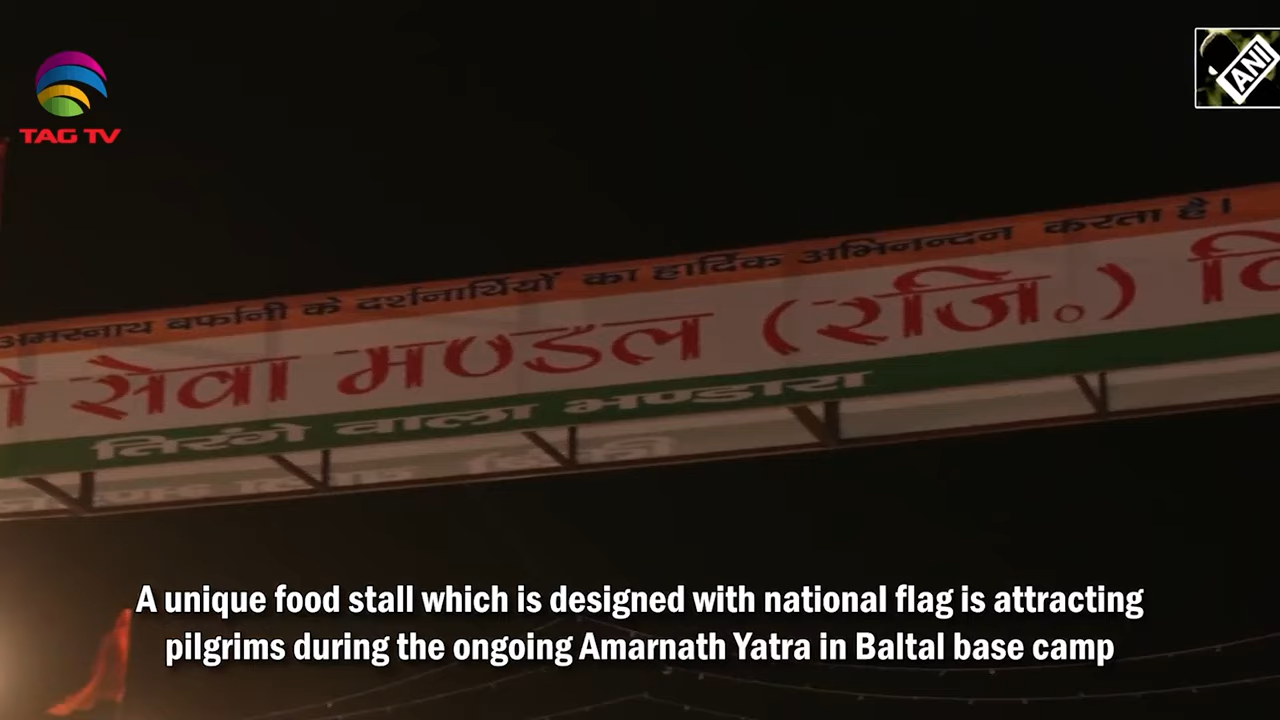 TAG TV
ANI
अमरनाथ बर्फानी के दर्शनार्थियों का हार्दिक अभिनन्दन करता है।
सेवा मण्डल (रजि॰)
तिरंगे वाला भण्डारा
A unique food stall which is designed with national flag is attracting
pilgrims during the ongoing Amarnath Yatra in Baltal base camp